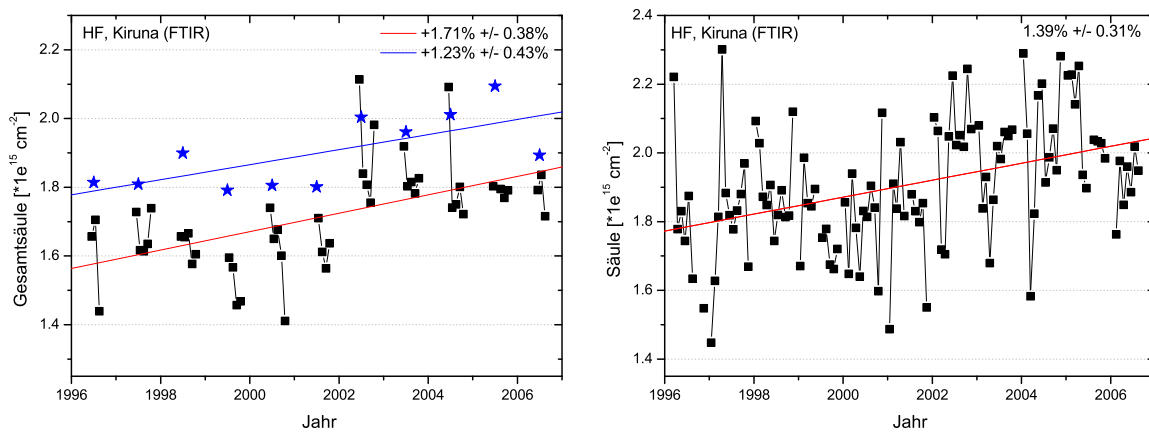 HF, Kiruna (FTIR)
+1.71% +/- 0.38%
+1.23% +/- 0.43%
2.2
2.0
1.8
1.6
1.4
Gesamtsäule [*1e¹⁵ cm⁻²]
1996 1998 2000 2002 2004 2006
Jahr
HF, Kiruna (FTIR)
1.39% +/- 0.31%
2.4
2.2
2.0
1.8
1.6
1.4
Säule [*1e¹⁵ cm⁻²]
1996 1998 2000 2002 2004 2006
Jahr